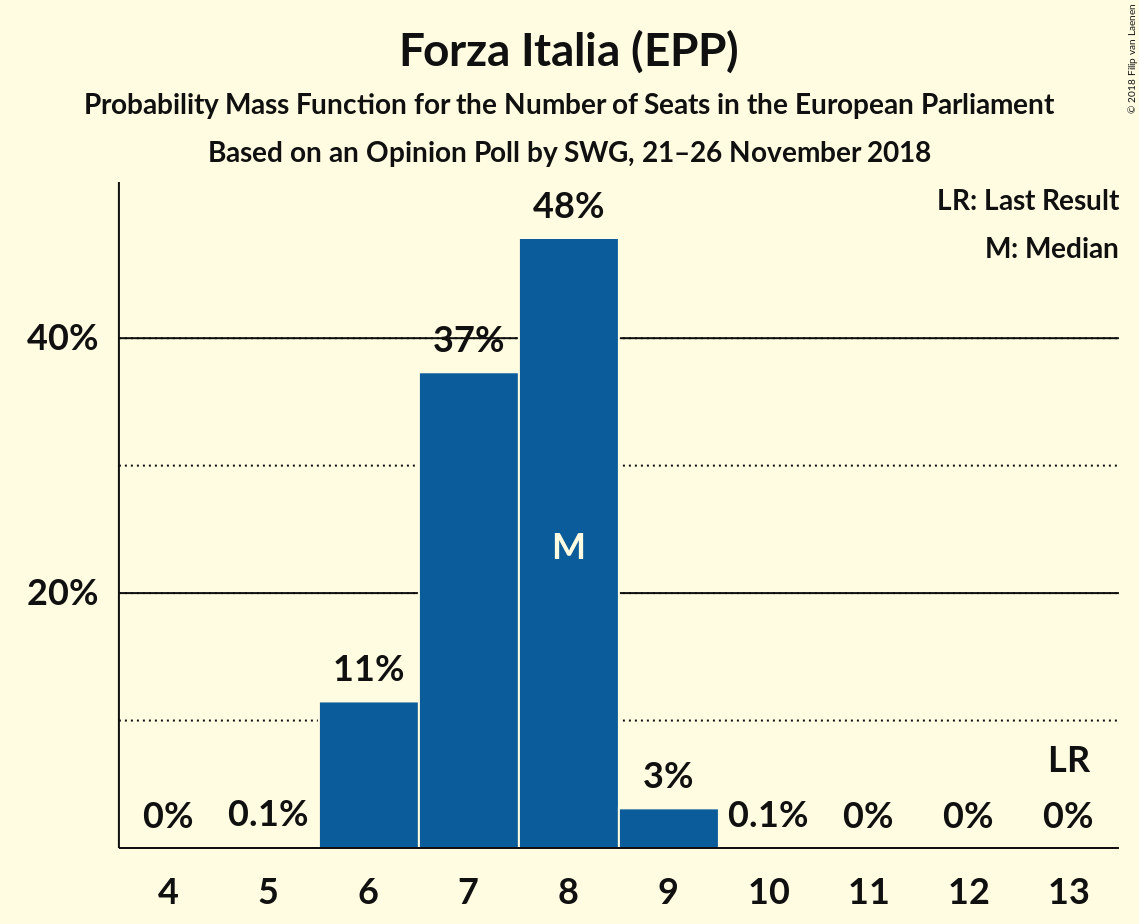 Forza Italia (EPP)
Probability Mass Function for the Number of Seats in the European Parliament
Based on an Opinion Poll by SWG, 21–26 November 2018
© 2018 Filip van Laenen
LR: Last Result
M: Median
48%
40%
37%
M
20%
11%
LR
3%
0%
0.1%
0.1%
0%
0%
0%
4
5
6
7
8
9
10
11
12
13